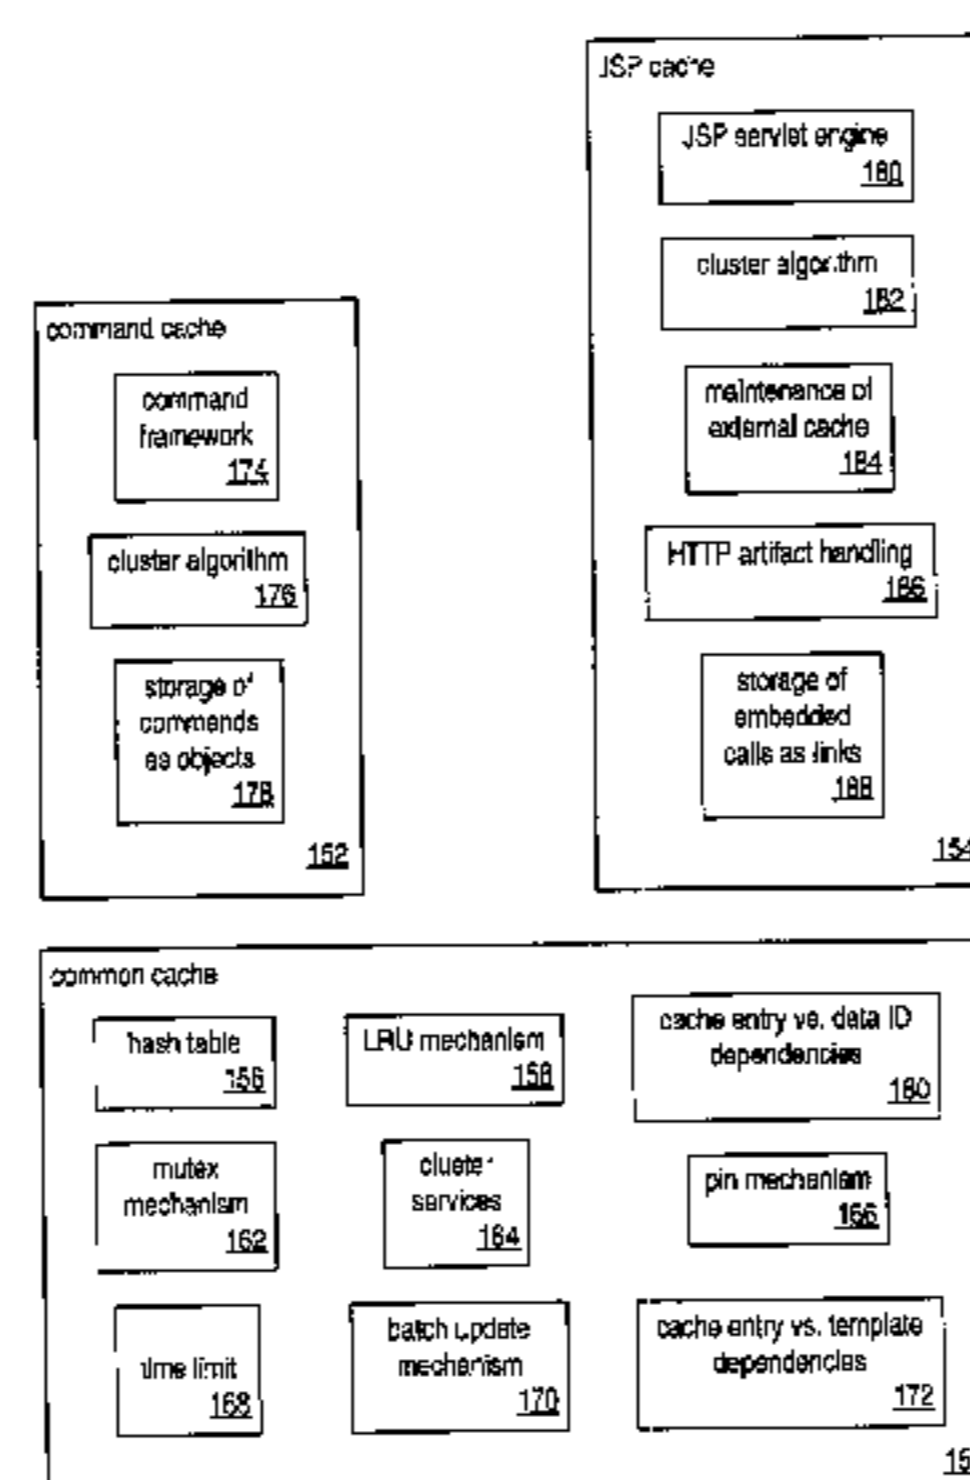 JSP cache
JSP servlet engine
180
cluster algorithm
182
maintenance of
external cache
184
HTTP artifact handling
186
storage of
embedded
calls as links
188
154
command cache
command
framework
174
cluster algorithm
176
storage of
commands
as objects
178
152
common cache
hash table
156
LRU mechanism
158
cache entry vs. data ID
dependencies
160
mutex
mechanism
162
cluster
services
164
pin mechanism
166
time limit
168
batch update
mechanism
170
cache entry vs. template
dependencies
172